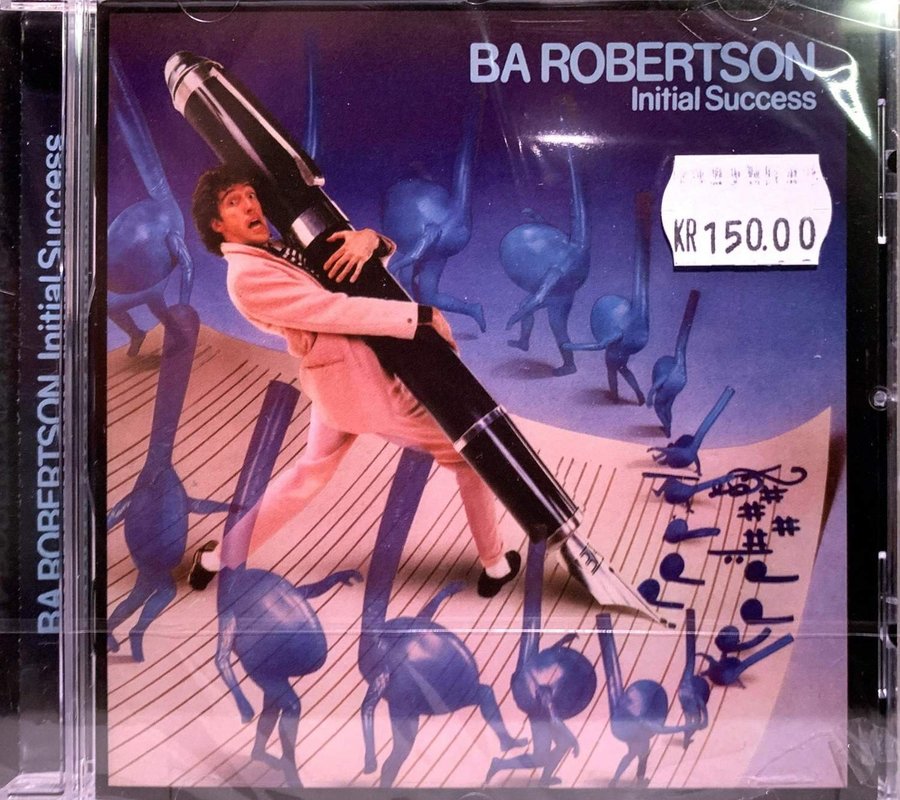 BA ROBERTSON
Initial Success
KR 150.00
BA ROBERTSON Initial Success